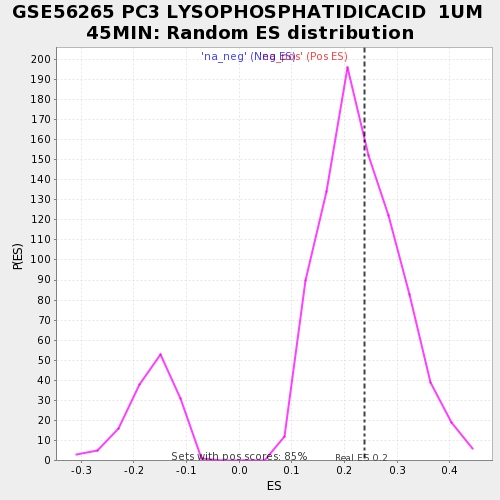 GSE56265 PC3 LYSOPHOSPHATIDICACID 1UM
45MIN: Random ES distribution
'na_neg' (Neg ES) 'na_pos' (Pos ES)
200
190
180
170
160
150
140
130
120
110
100
90
80
70
60
50
40
30
20
10
0
P(ES)
Sets with pos scores: 85%
Real ES 0.2
-0.3 -0.2 -0.1 0.0 0.1 0.2 0.3 0.4
ES